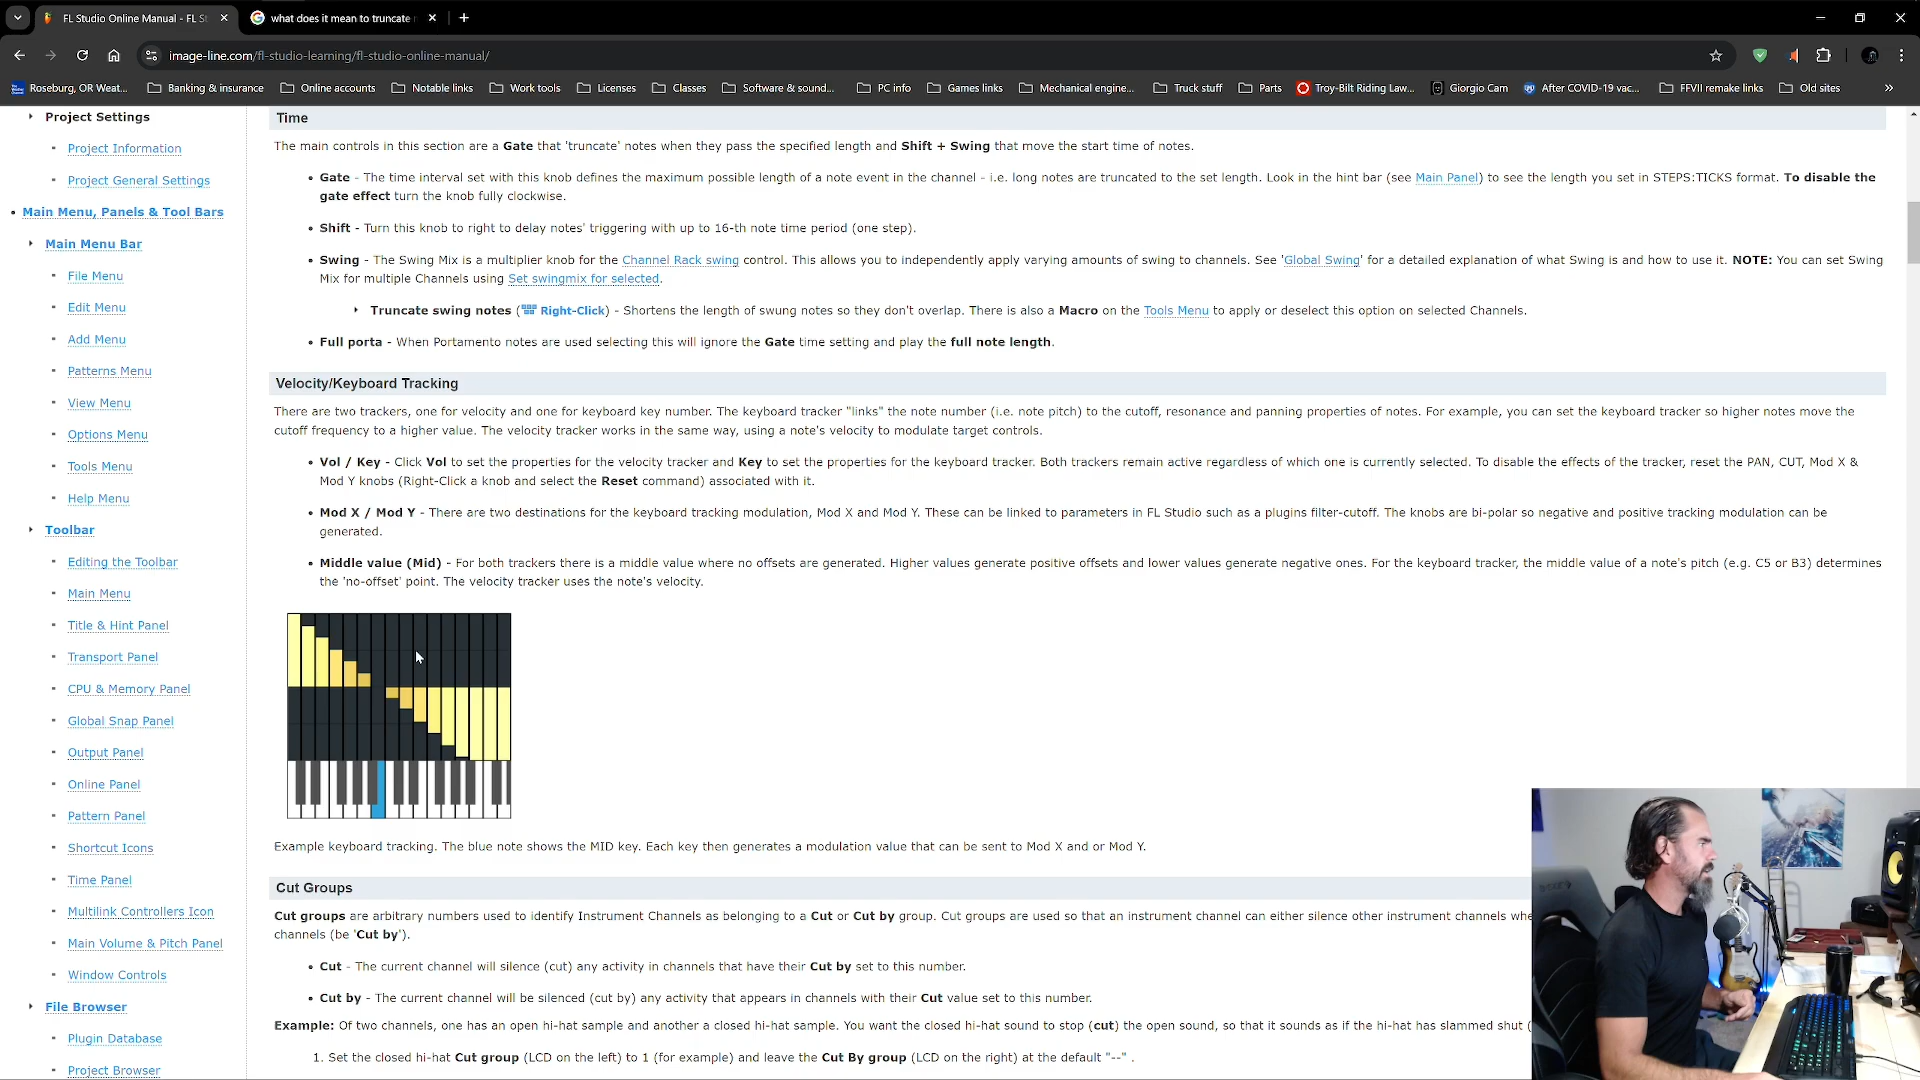 FL Studio Online Manual - FL St
what does it mean to truncate
image-line.com/fl-studio-learning/fl-studio-online-manual/
Roseburg, OR Weat...
Banking & insurance
Online accounts
Notable links
Work tools
Licenses
Classes
Software & sound...
PC info
Games links
Mechanical engine...
Truck stuff
Parts
Troy-Bilt Riding Law...
Giorgio Cam
After COVID-19 vac...
FFVII remake links
Old sites
»
Project Settings
Project Information
Project General Settings
Main Menu, Panels & Tool Bars
Main Menu Bar
File Menu
Edit Menu
Add Menu
Patterns Menu
View Menu
Options Menu
Tools Menu
Help Menu
Toolbar
Editing the Toolbar
Main Menu
Title & Hint Panel
Transport Panel
CPU & Memory Panel
Global Snap Panel
Output Panel
Online Panel
Pattern Panel
Shortcut Icons
Time Panel
Multilink Controllers Icon
Main Volume & Pitch Panel
Window Controls
File Browser
Plugin Database
Project Browser
Time
The main controls in this section are a Gate that 'truncate' notes when they pass the specified length and Shift + Swing that move the start time of notes.
• Gate - The time interval set with this knob defines the maximum possible length of a note event in the channel - i.e. long notes are truncated to the set length. Look in the hint bar (see Main Panel) to see the length you set in STEPS:TICKS format. To disable the
gate effect turn the knob fully clockwise.
• Shift - Turn this knob to right to delay notes' triggering with up to 16-th note time period (one step).
• Swing - The Swing Mix is a multiplier knob for the Channel Rack swing control. This allows you to independently apply varying amounts of swing to channels. See 'Global Swing' for a detailed explanation of what Swing is and how to use it. NOTE: You can set Swing
Mix for multiple Channels using Set swingmix for selected.
Truncate swing notes (Right-Click) - Shortens the length of swung notes so they don't overlap. There is also a Macro on the Tools Menu to apply or deselect this option on selected Channels.
• Full porta - When Portamento notes are used selecting this will ignore the Gate time setting and play the full note length.
Velocity/Keyboard Tracking
There are two trackers, one for velocity and one for keyboard key number. The keyboard tracker "links" the note number (i.e. note pitch) to the cutoff, resonance and panning properties of notes. For example, you can set the keyboard tracker so higher notes move the
cutoff frequency to a higher value. The velocity tracker works in the same way, using a note's velocity to modulate target controls.
• Vol / Key - Click Vol to set the properties for the velocity tracker and Key to set the properties for the keyboard tracker. Both trackers remain active regardless of which one is currently selected. To disable the effects of the tracker, reset the PAN, CUT, Mod X &
Mod Y knobs (Right-Click a knob and select the Reset command) associated with it.
• Mod X / Mod Y - There are two destinations for the keyboard tracking modulation, Mod X and Mod Y. These can be linked to parameters in FL Studio such as a plugins filter-cutoff. The knobs are bi-polar so negative and positive tracking modulation can be
generated.
• Middle value (Mid) - For both trackers there is a middle value where no offsets are generated. Higher values generate positive offsets and lower values generate negative ones. For the keyboard tracker, the middle value of a note's pitch (e.g. C5 or B3) determines
the 'no-offset' point. The velocity tracker uses the note's velocity.
Example keyboard tracking. The blue note shows the MID key. Each key then generates a modulation value that can be sent to Mod X and or Mod Y.
Cut Groups
Cut groups are arbitrary numbers used to identify Instrument Channels as belonging to a Cut or Cut by group. Cut groups are used so that an instrument channel can either silence other instrument channels whe
channels (be 'Cut by').
• Cut - The current channel will silence (cut) any activity in channels that have their Cut by set to this number.
• Cut by - The current channel will be silenced (cut by) any activity that appears in channels with their Cut value set to this number.
Example: Of two channels, one has an open hi-hat sample and another a closed hi-hat sample. You want the closed hi-hat sound to stop (cut) the open sound, so that it sounds as if the hi-hat has slammed shut (
1. Set the closed hi-hat Cut group (LCD on the left) to 1 (for example) and leave the Cut By group (LCD on the right) at the default "--" .